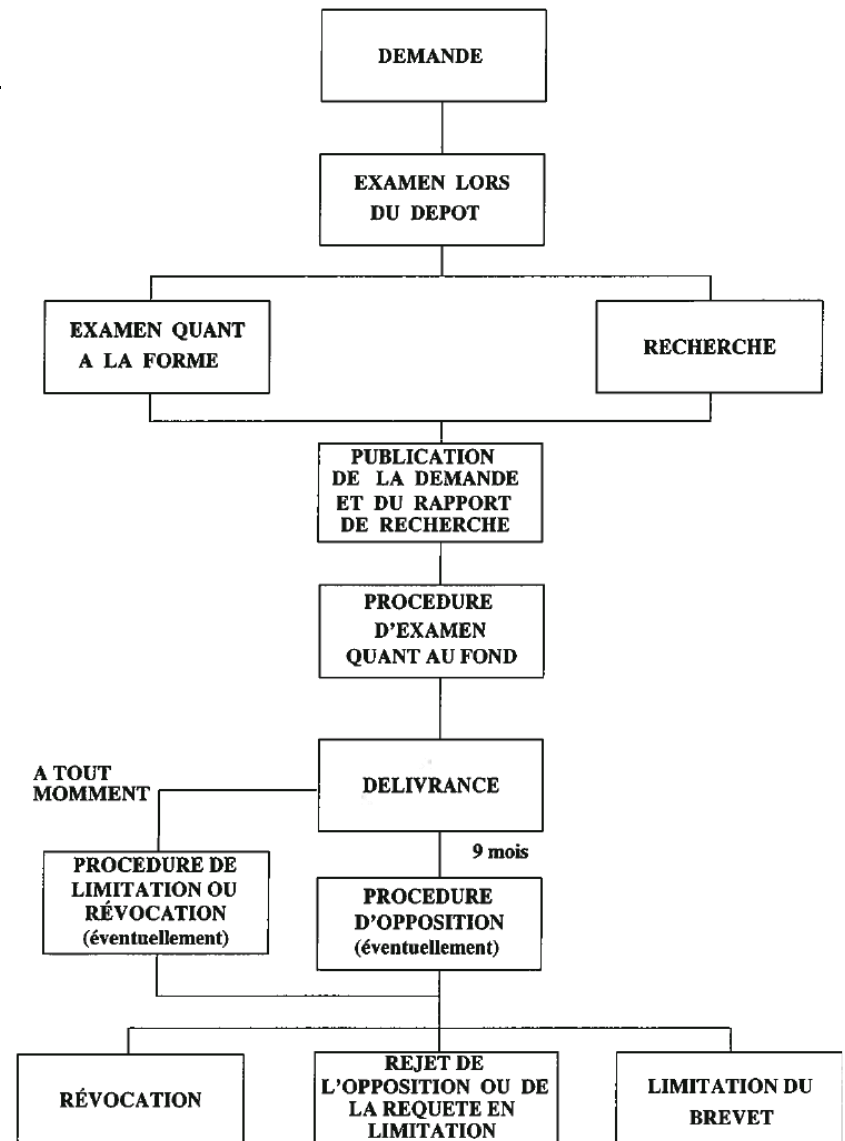 DEMANDE
EXAMEN LORS
DU DEPOT
EXAMEN QUANT
A LA FORME
RECHERCHE
PUBLICATION
DE LA DEMANDE
ET DU RAPPORT
DE RECHERCHE
PROCEDURE
D'EXAMEN
QUANT AU FOND
DELIVRANCE
A TOUT
MOMMENT
9 mois
PROCEDURE DE
LIMITATION OU
RÉVOCATION
(éventuellement)
PROCEDURE
D'OPPOSITION
(éventuellement)
RÉVOCATION
REJET DE
L'OPPOSITION OU DE
LA REQUETE EN
LIMITATION
LIMITATION DU
BREVET